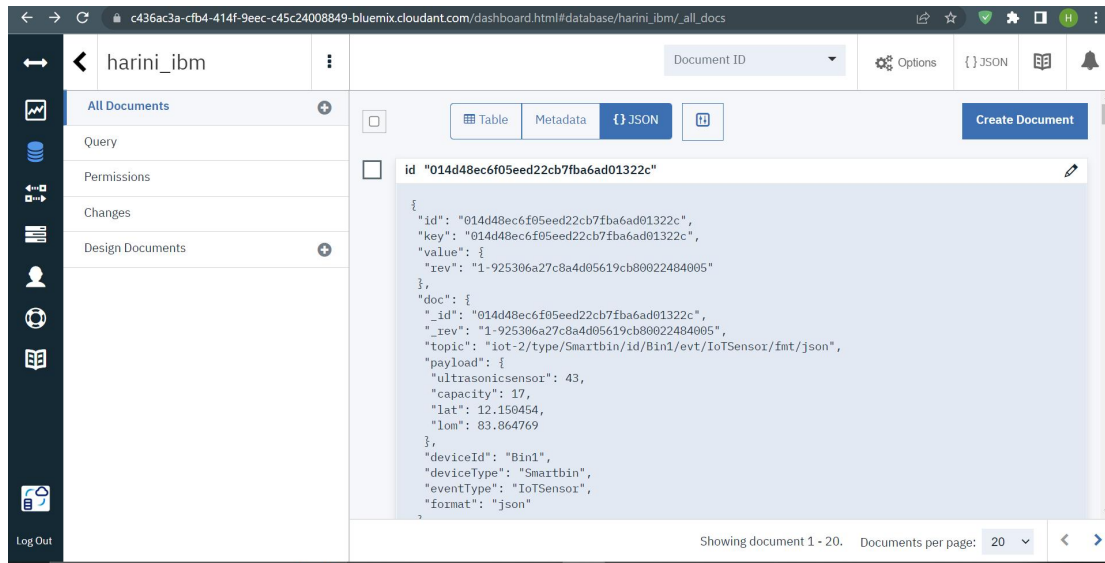 c436ac3a-cfb4-414f-9eec-c45c24008849-bluemix.cloudant.com/dashboard.html#database/harini_ibm/_all_docs
H
harini_ibm
Document ID
Options
{ } JSON
All Documents
Query
Permissions
Changes
Design Documents
Table
Metadata
{} JSON
Create Document
id "014d48ec6f05eed22cb7fba6ad01322c"
{
"id": "014d48ec6f05eed22cb7fba6ad01322c",
"key": "014d48ec6f05eed22cb7fba6ad01322c",
"value": {
"rev": "1-925306a27c8a4d05619cb80022484005"
},
"doc": {
"_id": "014d48ec6f05eed22cb7fba6ad01322c",
"_rev": "1-925306a27c8a4d05619cb80022484005",
"topic": "iot-2/type/Smartbin/id/Bin1/evt/IoTSensor/fmt/json",
"payload": {
"ultrasonicsensor": 43,
"capacity": 17,
"lat": 12.150454,
"lom": 83.864769
},
"deviceId": "Bin1",
"deviceType": "Smartbin",
"eventType": "IoTSensor",
"format": "json"
}
Log Out
Showing document 1 - 20.
Documents per page: 20